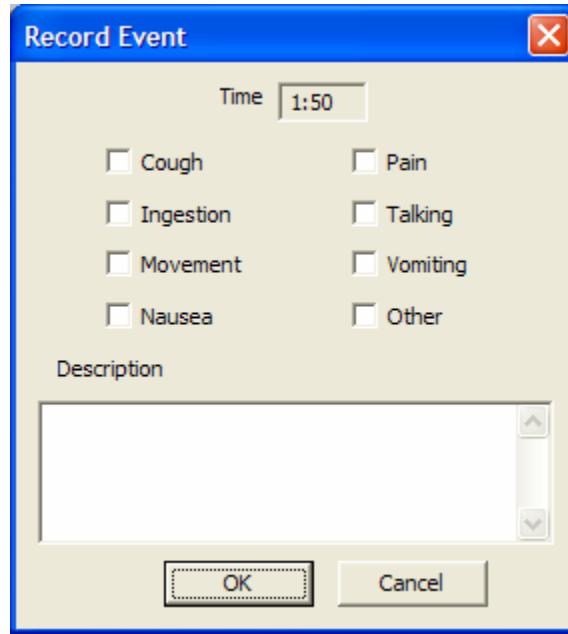 Record Event
Time 1:50
Cough Pain
Ingestion Talking
Movement Vomiting
Nausea Other
Description
OK Cancel